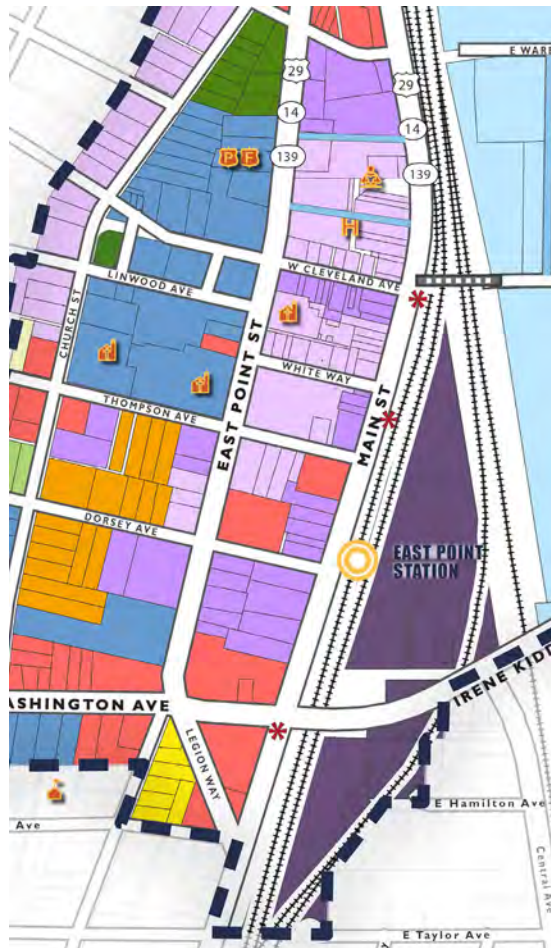 E WARR
29
29
14
14
139
139
P F
H
LINWOOD AVE
W CLEVELAND AVE
CHURCH ST
WHITE WAY
EAST POINT ST
MAIN ST
THOMPSON AVE
DORSEY AVE
EAST POINT
STATION
ASHINGTON AVE
IRENE KIDD
LEGION WAY
E Hamilton Ave
Ave
Central Ave
E Taylor Ave